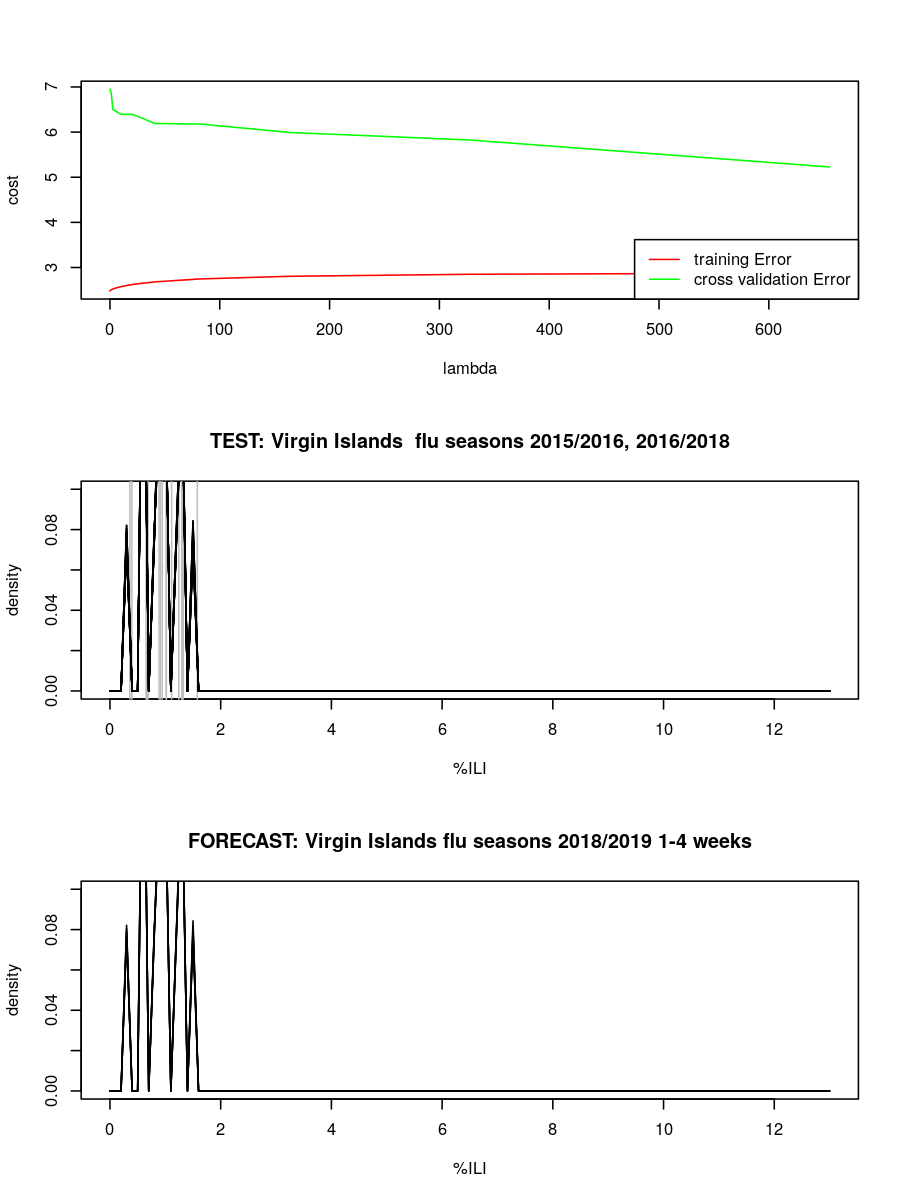 7
6
5
4
3
cost
training Error
cross validation Error
0 100 200 300 400 500 600
lambda
TEST: Virgin Islands  flu seasons 2015/2016, 2016/2018
0.08
0.04
0.00
density
0 2 4 6 8 10 12
%ILI
FORECAST: Virgin Islands flu seasons 2018/2019 1-4 weeks
0.08
0.04
0.00
density
0 2 4 6 8 10 12
%ILI